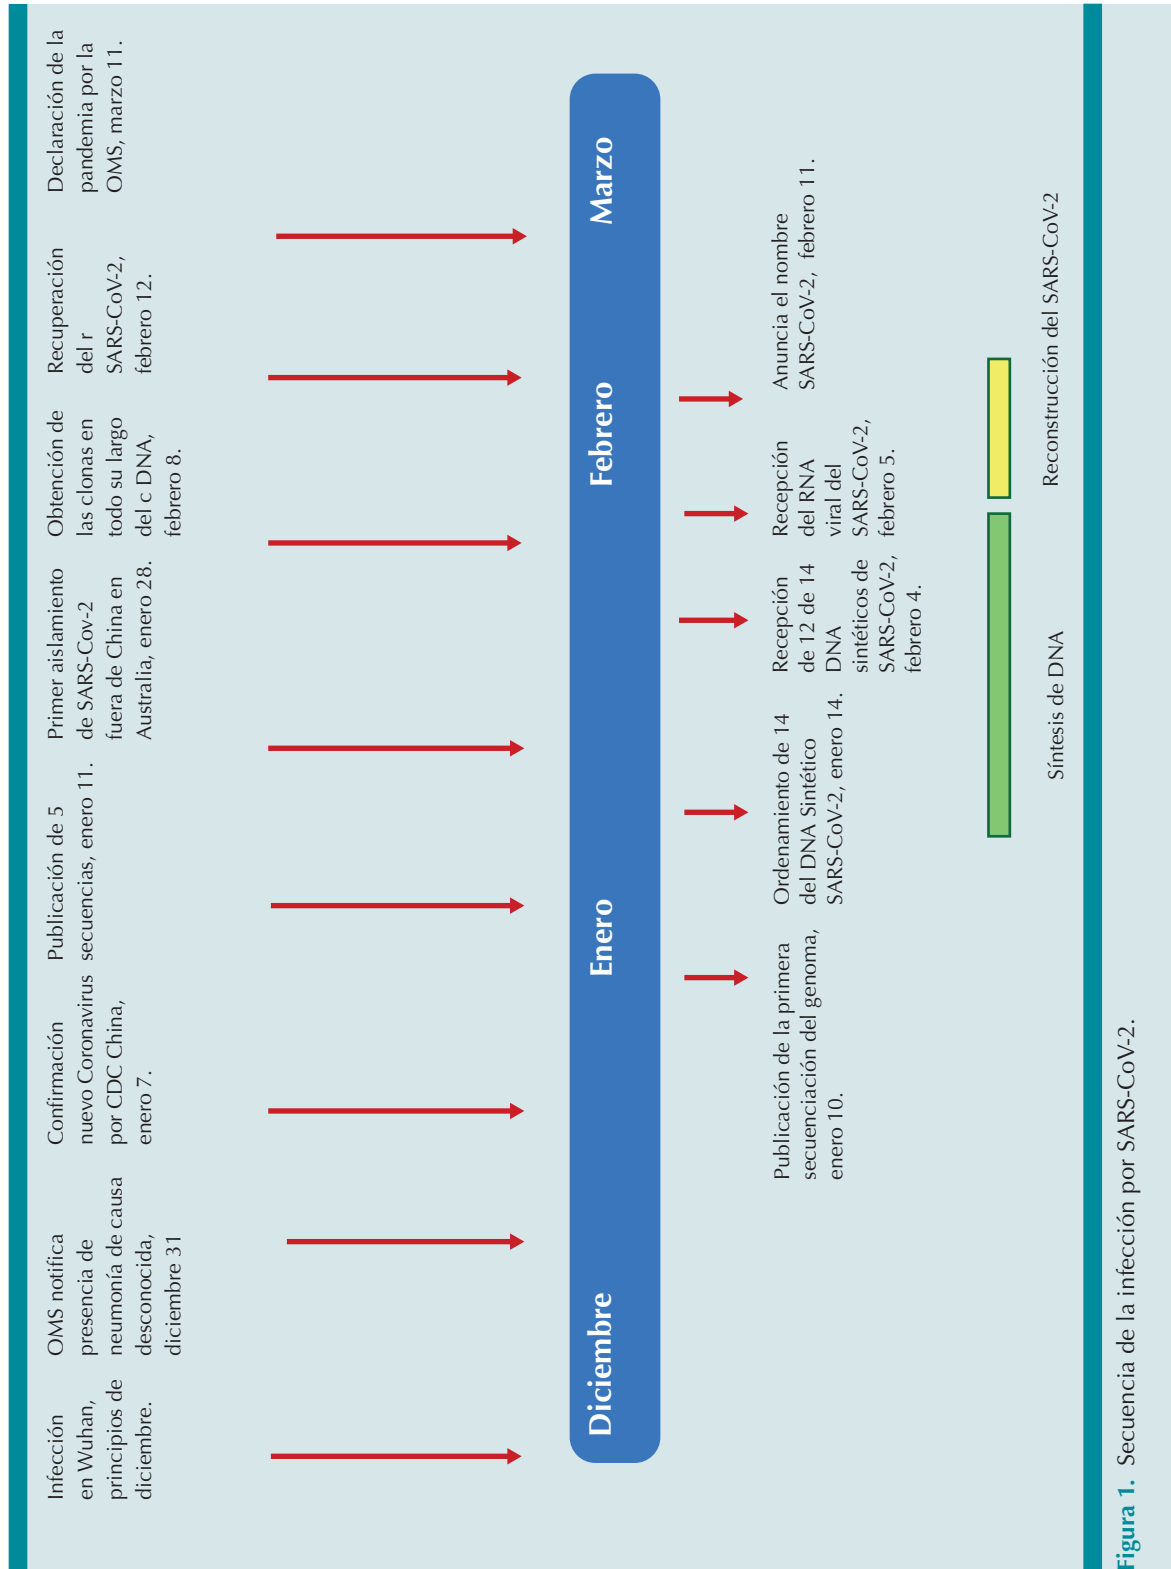 Infección
en Wuhan,
principios de
diciembre.
OMS notifica
presencia de
neumonía de causa
desconocida,
diciembre 31
Confirmación
nuevo Coronavirus
por CDC China,
enero 7.
Publicación de 5
secuencias, enero 11.
Primer aislamiento
de SARS-Cov-2
fuera de China en
Australia, enero 28.
Obtención de
las clonas en
todo su largo
del c DNA,
febrero 8.
Recuperación
del r
SARS-CoV-2,
febrero 12.
Declaración de la
pandemia por la
OMS, marzo 11.
Diciembre
Enero
Febrero
Marzo
Publicación de la primera
secuenciación del genoma,
enero 10.
Ordenamiento de 14
del DNA Sintético
SARS-CoV-2, enero 14.
Recepción
de 12 de 14
DNA
sintéticos de
SARS-CoV-2,
febrero 4.
Recepción
del RNA
viral del
SARS-CoV-2,
febrero 5.
Anuncia el nombre
SARS-CoV-2, febrero 11.
Síntesis de DNA
Reconstrucción del SARS-CoV-2
Figura 1. Secuencia de la infección por SARS-CoV-2.